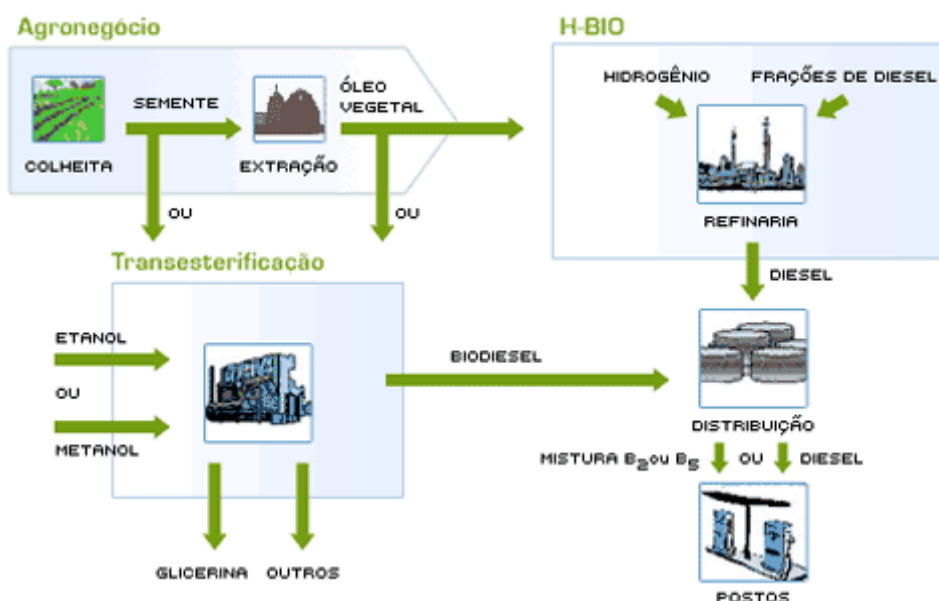 Agronegócio
H-BIO
HIDROGÊNIO
FRAÇÕES DE DIESEL
SEMENTE
ÓLEO
VEGETAL
COLHEITA
EXTRAÇÃO
REFINARIA
OU
OU
Transesterificação
DIESEL
ETANOL
OU
METANOL
BIODIESEL
DISTRIBUIÇÃO
MISTURA B2 OU B5
OU
DIESEL
GLICERINA
OUTROS
POSTOS